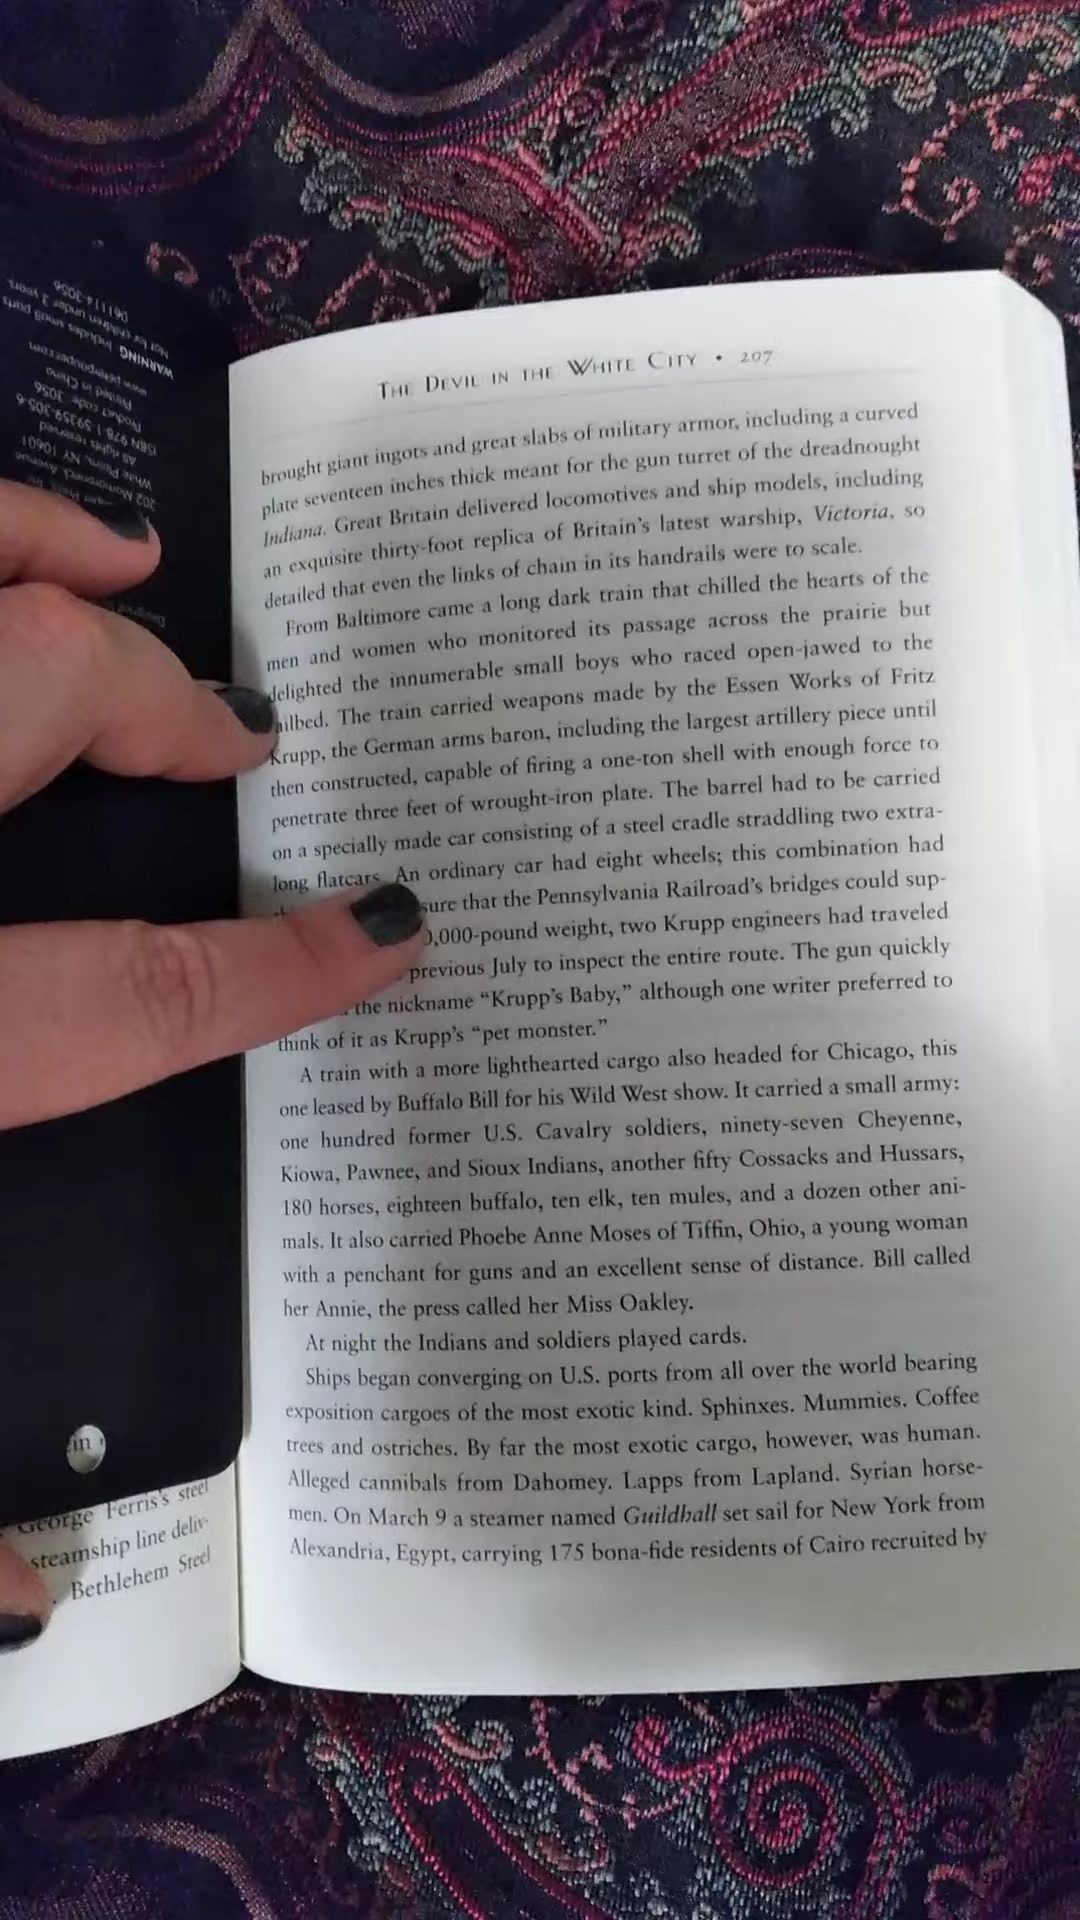 061114-3056
Not for children under 3 years
WARNING Includes small parts
www.peterpauper.com
Printed in China
Product code 3056
ISBN 978-1-59359-305-6
All rights reserved
White Plains, NY 10601
202 Mamaroneck Avenue
THE DEVIL IN THE WHITE CITY • 207
brought giant ingots and great slabs of military armor, including a curved
plate seventeen inches thick meant for the gun turret of the dreadnought
Indiana. Great Britain delivered locomotives and ship models, including
an exquisite thirty-foot replica of Britain's latest warship, Victoria, so
detailed that even the links of chain in its handrails were to scale.
From Baltimore came a long dark train that chilled the hearts of the
men and women who monitored its passage across the prairie but
delighted the innumerable small boys who raced open-jawed to the
ailbed. The train carried weapons made by the Essen Works of Fritz
Krupp, the German arms baron, including the largest artillery piece until
then constructed, capable of firing a one-ton shell with enough force to
penetrate three feet of wrought-iron plate. The barrel had to be carried
on a specially made car consisting of a steel cradle straddling two extra-
long flatcars. An ordinary car had eight wheels; this combination had
sure that the Pennsylvania Railroad's bridges could sup-
0,000-pound weight, two Krupp engineers had traveled
previous July to inspect the entire route. The gun quickly
the nickname "Krupp's Baby," although one writer preferred to
think of it as Krupp's "pet monster."
A train with a more lighthearted cargo also headed for Chicago, this
one leased by Buffalo Bill for his Wild West show. It carried a small army:
one hundred former U.S. Cavalry soldiers, ninety-seven Cheyenne,
Kiowa, Pawnee, and Sioux Indians, another fifty Cossacks and Hussars,
180 horses, eighteen buffalo, ten elk, ten mules, and a dozen other ani-
mals. It also carried Phoebe Anne Moses of Tiffin, Ohio, a young woman
with a penchant for guns and an excellent sense of distance. Bill called
her Annie, the press called her Miss Oakley.
At night the Indians and soldiers played cards.
Ships began converging on U.S. ports from all over the world bearing
exposition cargoes of the most exotic kind. Sphinxes. Mummies. Coffee
trees and ostriches. By far the most exotic cargo, however, was human.
Alleged cannibals from Dahomey. Lapps from Lapland. Syrian horse-
men. On March 9 a steamer named Guildhall set sail for New York from
Alexandria, Egypt, carrying 175 bona-fide residents of Cairo recruited by
in
George Ferris's steel
steamship line deliv-
Bethlehem Steel